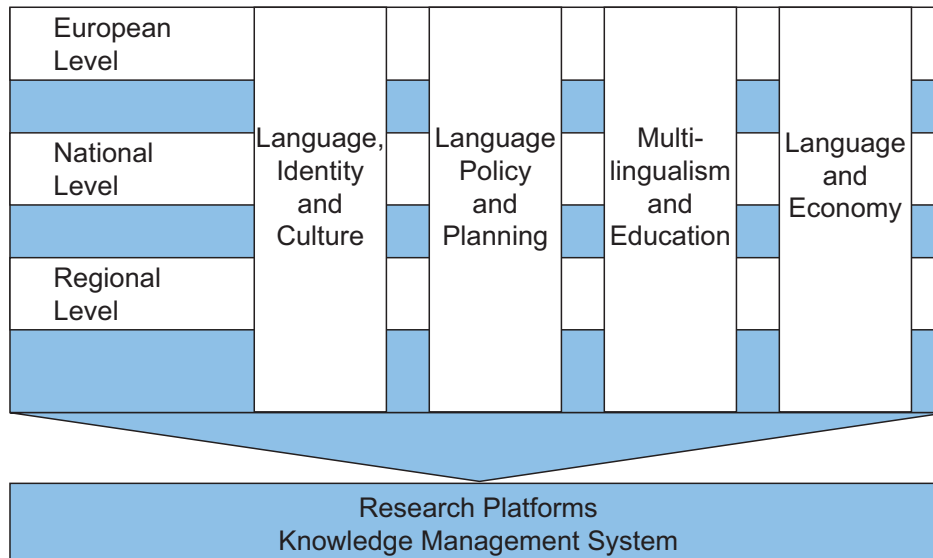 European
Level
National
Level
Regional
Level
Language,
Identity
and
Culture
Language
Policy
and
Planning
Multi-
lingualism
and
Education
Language
and
Economy
Research Platforms
Knowledge Management System